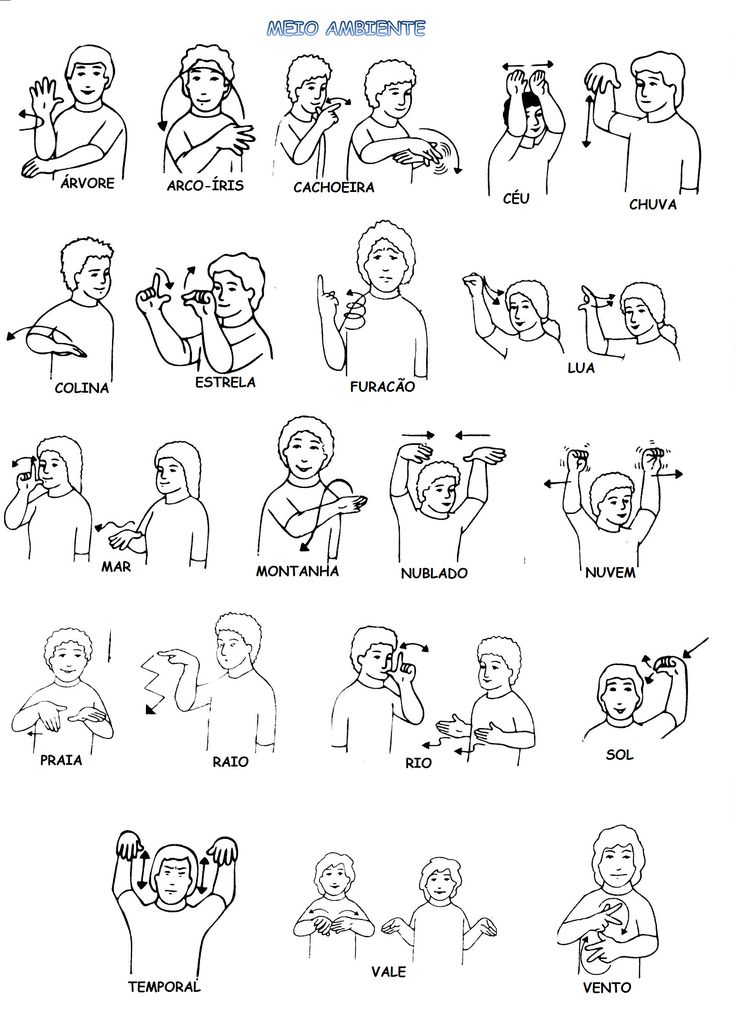 MEIO AMBIENTE
ÁRVORE
ARCO-ÍRIS
CACHOEIRA
CÉU
CHUVA
COLINA
ESTRELA
FURACÃO
LUA
MAR
MONTANHA
NUBLADO
NUVEM
PRAIA
RAIO
RIO
SOL
TEMPORAL
VALE
VENTO